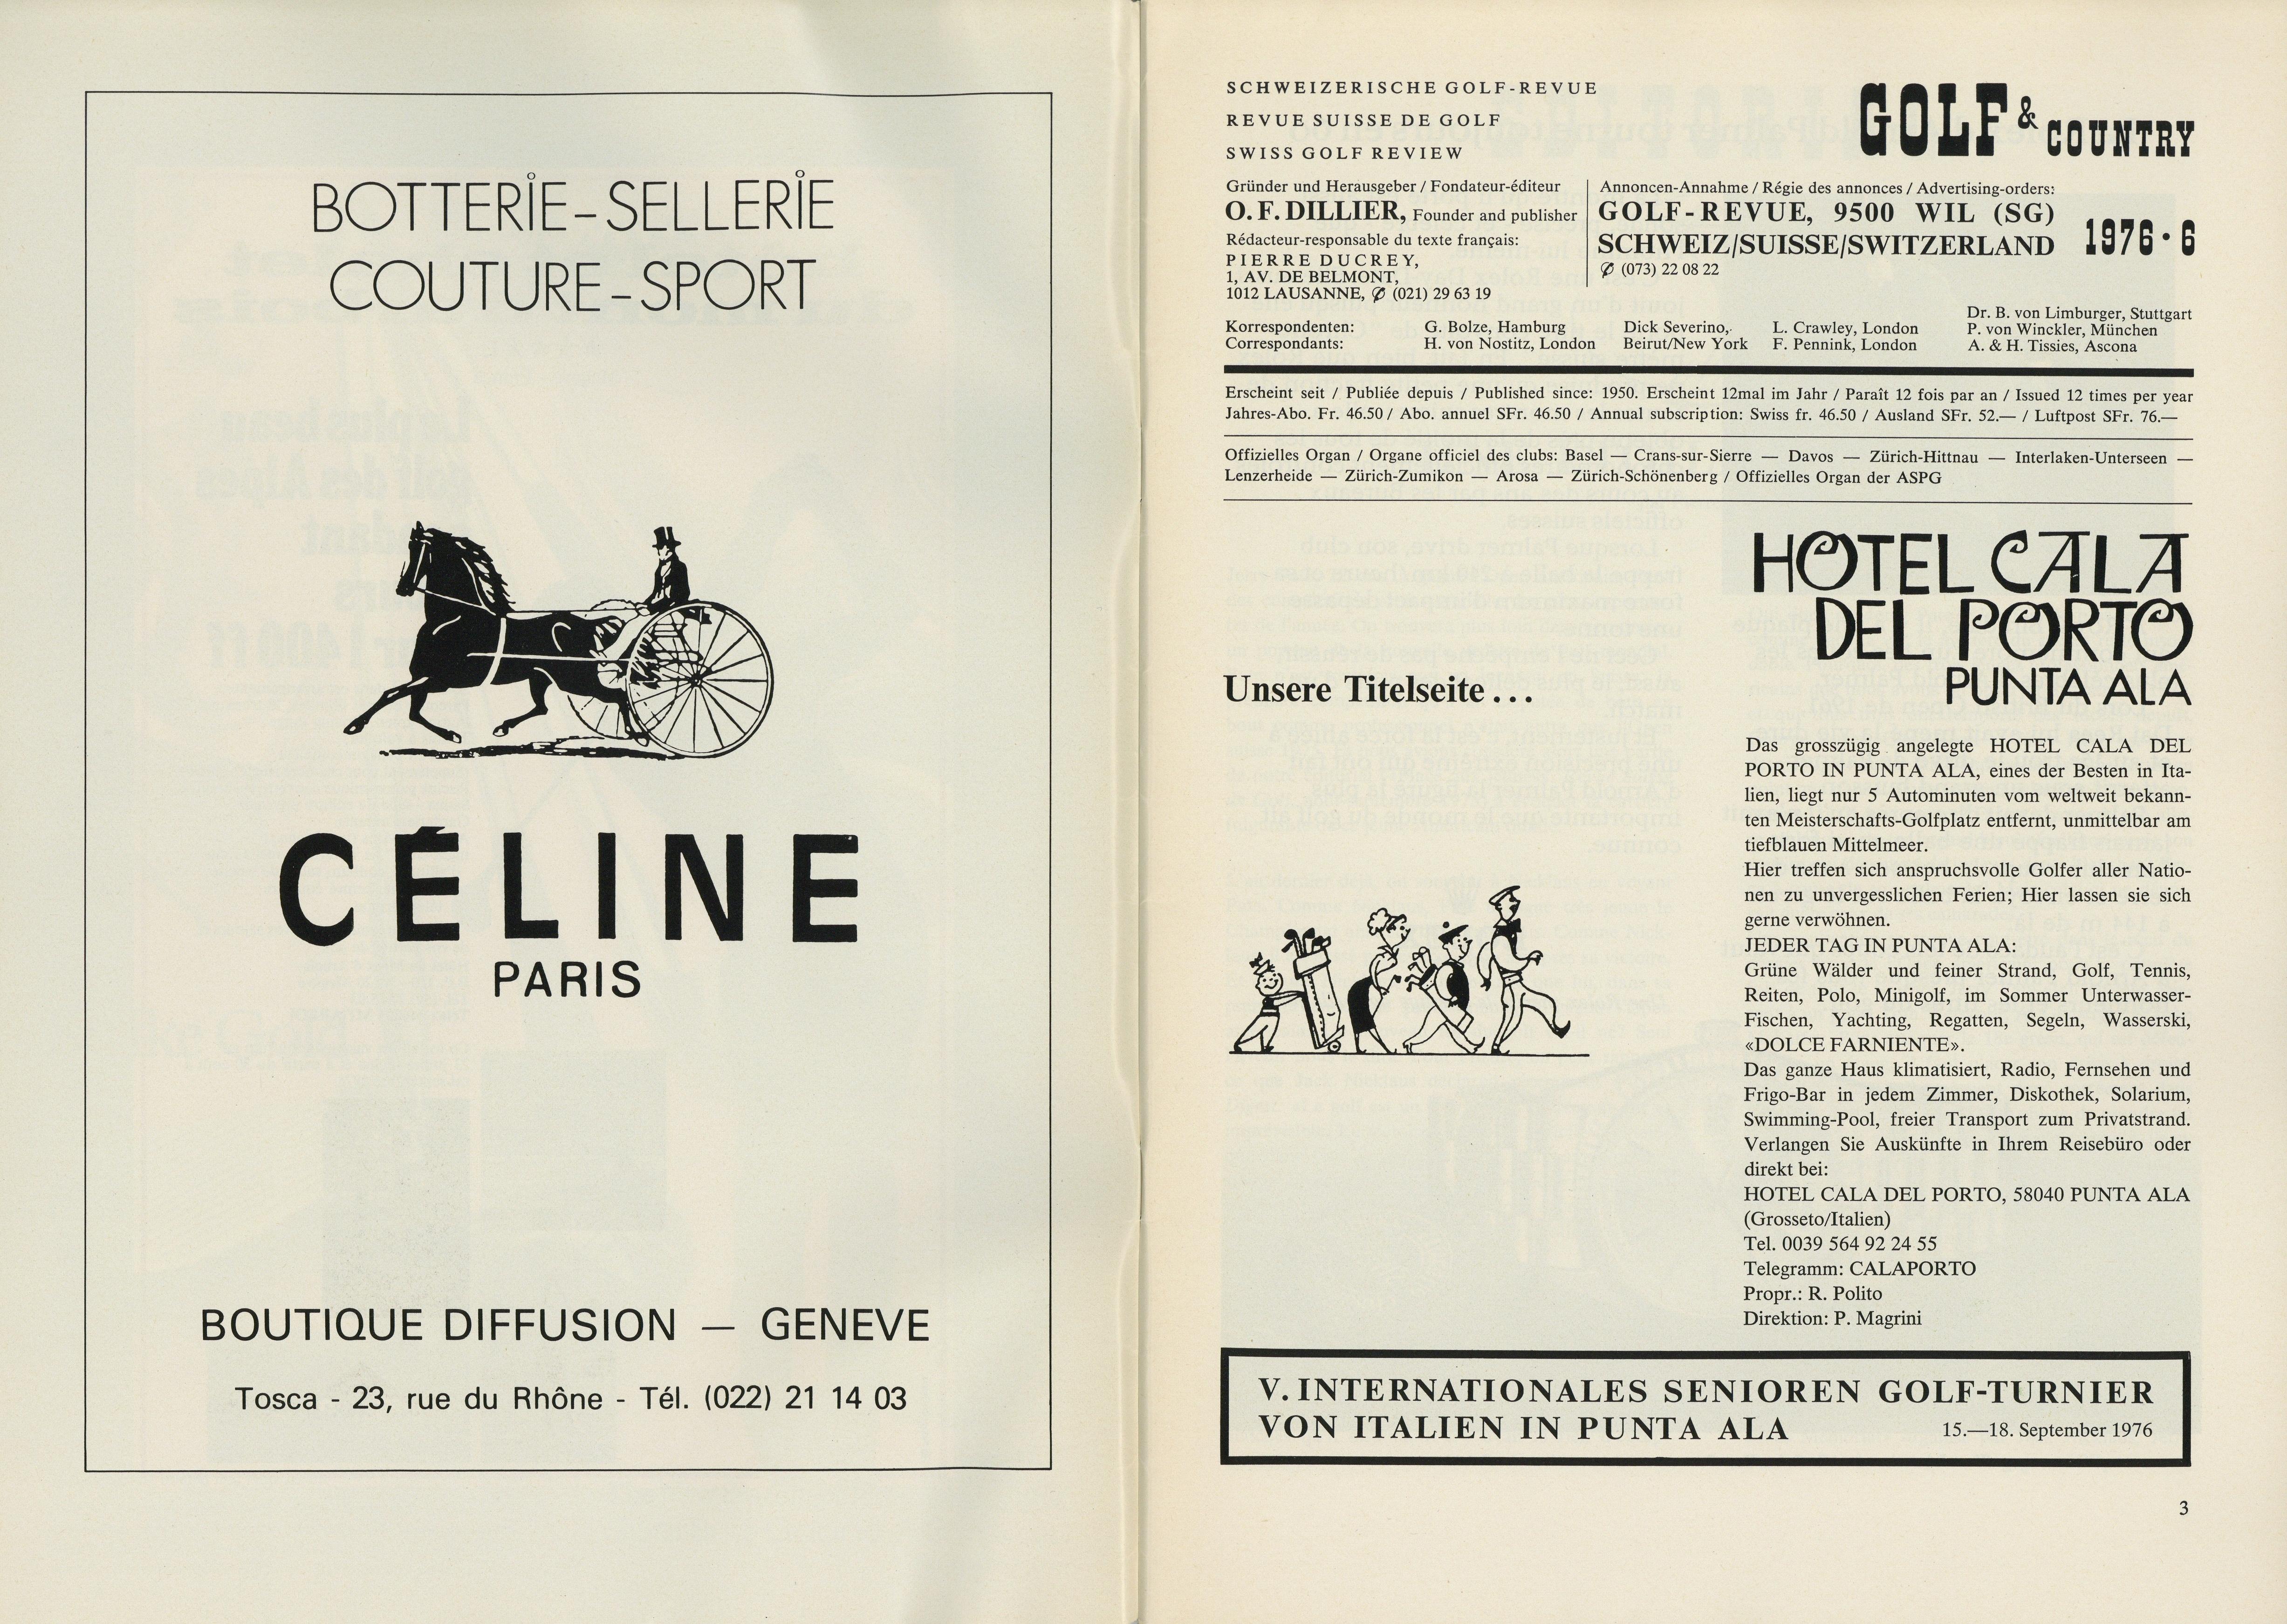 BOTTERIE-SELLERIE
COUTURE-SPORT
CÉLINE
PARIS
BOUTIQUE DIFFUSION — GENEVE
Tosca - 23, rue du Rhône - Tél. (022) 21 14 03
SCHWEIZERISCHE GOLF-REVUE
REVUE SUISSE DE GOLF
SWISS GOLF REVIEW
GOLF & COUNTRY
Gründer und Herausgeber / Fondateur-éditeur
O. F. DILLIER, Founder and publisher
Rédacteur-responsable du texte français:
PIERRE DUCREY,
1, AV. DE BELMONT,
1012 LAUSANNE, ✆ (021) 29 63 19
Annoncen-Annahme / Régie des annonces / Advertising-orders:
GOLF-REVUE, 9500 WIL (SG)
SCHWEIZ/SUISSE/SWITZERLAND
✆ (073) 22 08 22
1976 • 6
Korrespondenten:
Correspondants:
G. Bolze, Hamburg
H. von Nostitz, London
Dick Severino,
Beirut/New York
L. Crawley, London
F. Pennink, London
Dr. B. von Limburger, Stuttgart
P. von Winckler, München
A. & H. Tissies, Ascona
Erscheint seit / Publiée depuis / Published since: 1950. Erscheint 12mal im Jahr / Paraît 12 fois par an / Issued 12 times per year
Jahres-Abo. Fr. 46.50 / Abo. annuel SFr. 46.50 / Annual subscription: Swiss fr. 46.50 / Ausland SFr. 52.— / Luftpost SFr. 76.—
Offizielles Organ / Organe officiel des clubs: Basel — Crans-sur-Sierre — Davos — Zürich-Hittnau — Interlaken-Unterseen —
Lenzerheide — Zürich-Zumikon — Arosa — Zürich-Schönenberg / Offizielles Organ der ASPG
Unsere Titelseite...
HOTEL CALA
DEL PORTO
PUNTA ALA
Das grosszügig angelegte HOTEL CALA DEL
PORTO IN PUNTA ALA, eines der Besten in Ita-
lien, liegt nur 5 Autominuten vom weltweit bekann-
ten Meisterschafts-Golfplatz entfernt, unmittelbar am
tiefblauen Mittelmeer.
Hier treffen sich anspruchsvolle Golfer aller Natio-
nen zu unvergesslichen Ferien; Hier lassen sie sich
gerne verwöhnen.
JEDER TAG IN PUNTA ALA:
Grüne Wälder und feiner Strand, Golf, Tennis,
Reiten, Polo, Minigolf, im Sommer Unterwasser-
Fischen, Yachting, Regatten, Segeln, Wasserski,
«DOLCE FARNIENTE».
Das ganze Haus klimatisiert, Radio, Fernsehen und
Frigo-Bar in jedem Zimmer, Diskothek, Solarium,
Swimming-Pool, freier Transport zum Privatstrand.
Verlangen Sie Auskünfte in Ihrem Reisebüro oder
direkt bei:
HOTEL CALA DEL PORTO, 58040 PUNTA ALA
(Grosseto/Italien)
Tel. 0039 564 92 24 55
Telegramm: CALAPORTO
Propr.: R. Polito
Direktion: P. Magrini
V. INTERNATIONALES SENIOREN GOLF-TURNIER
VON ITALIEN IN PUNTA ALA 15.—18. September 1976
3